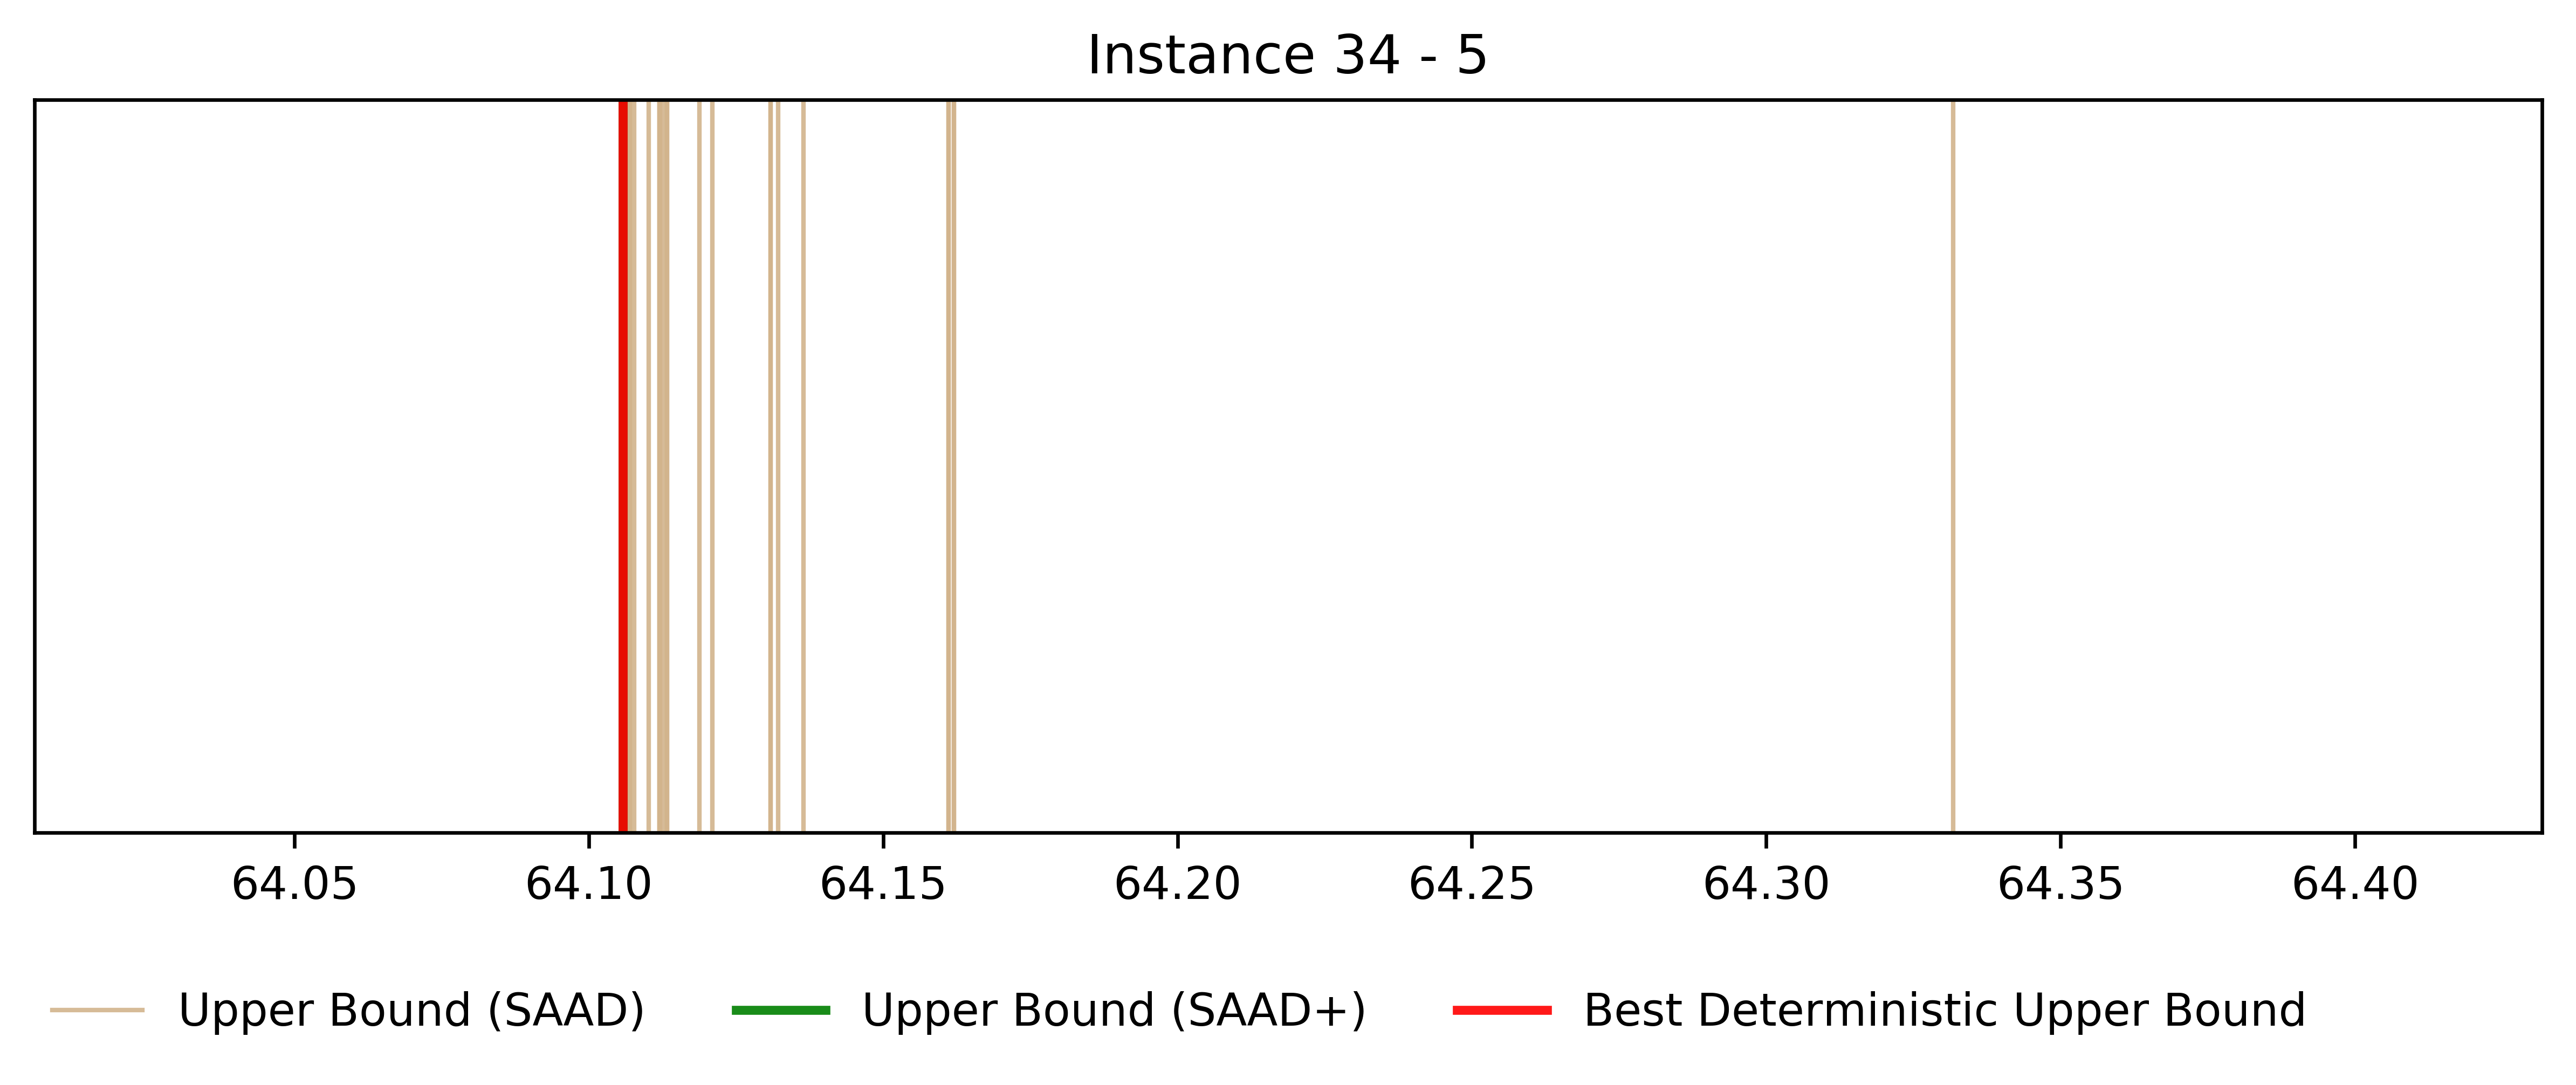 Instance 34 - 5
64.05 64.10 64.15 64.20 64.25 64.30 64.35 64.40
Upper Bound (SAAD) Upper Bound (SAAD+) Best Deterministic Upper Bound